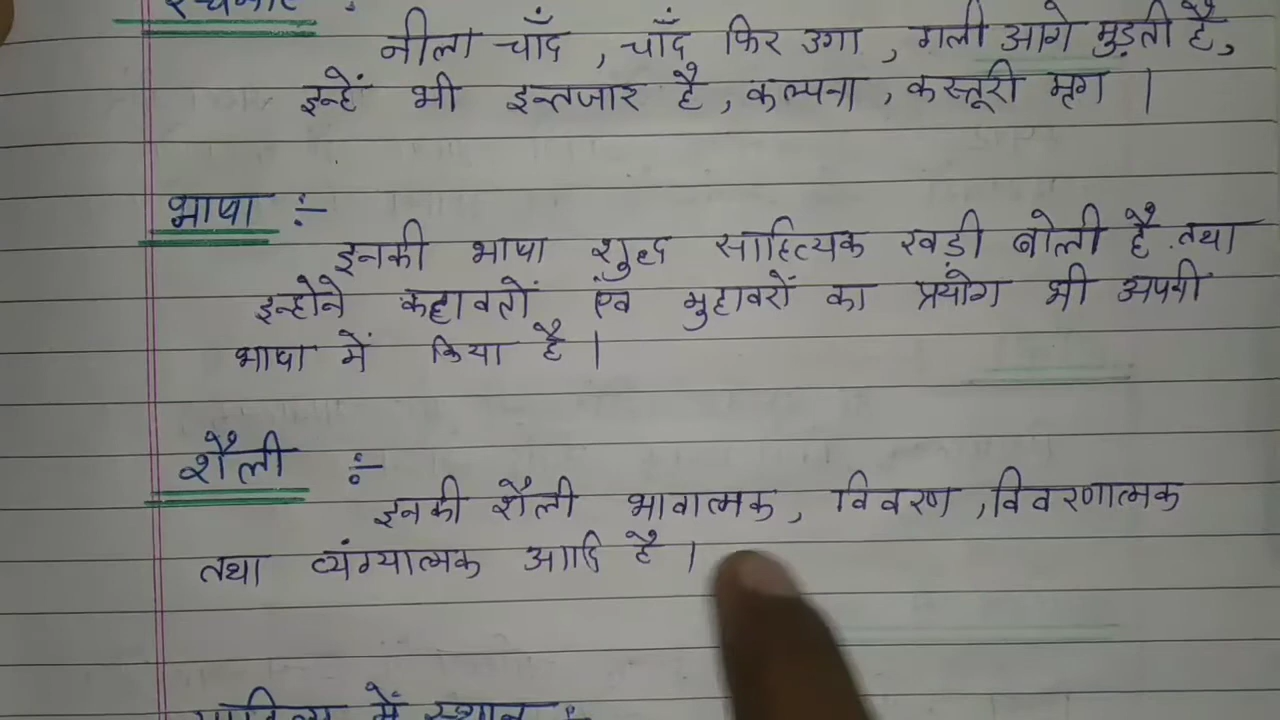 रचनाएँ :
नीला चाँद , चाँद फिर उगा , गली आगे मुड़ती है,
इन्हें भी इन्तजार है , कल्पना , कस्तूरी मृग ।
भाषा :-
इनकी भाषा शुद्ध साहित्यक खड़ी बोली है तथा
इन्होने कहावतों एंव मुहावरों का प्रयोग भी अपनी
भाषा में किया है ।
शैली :-
इनकी शैली भावात्मक, विवरण , विवरणात्मक
तथा व्यंग्यात्मक आदि है ।
साहित्य में स्थान :-